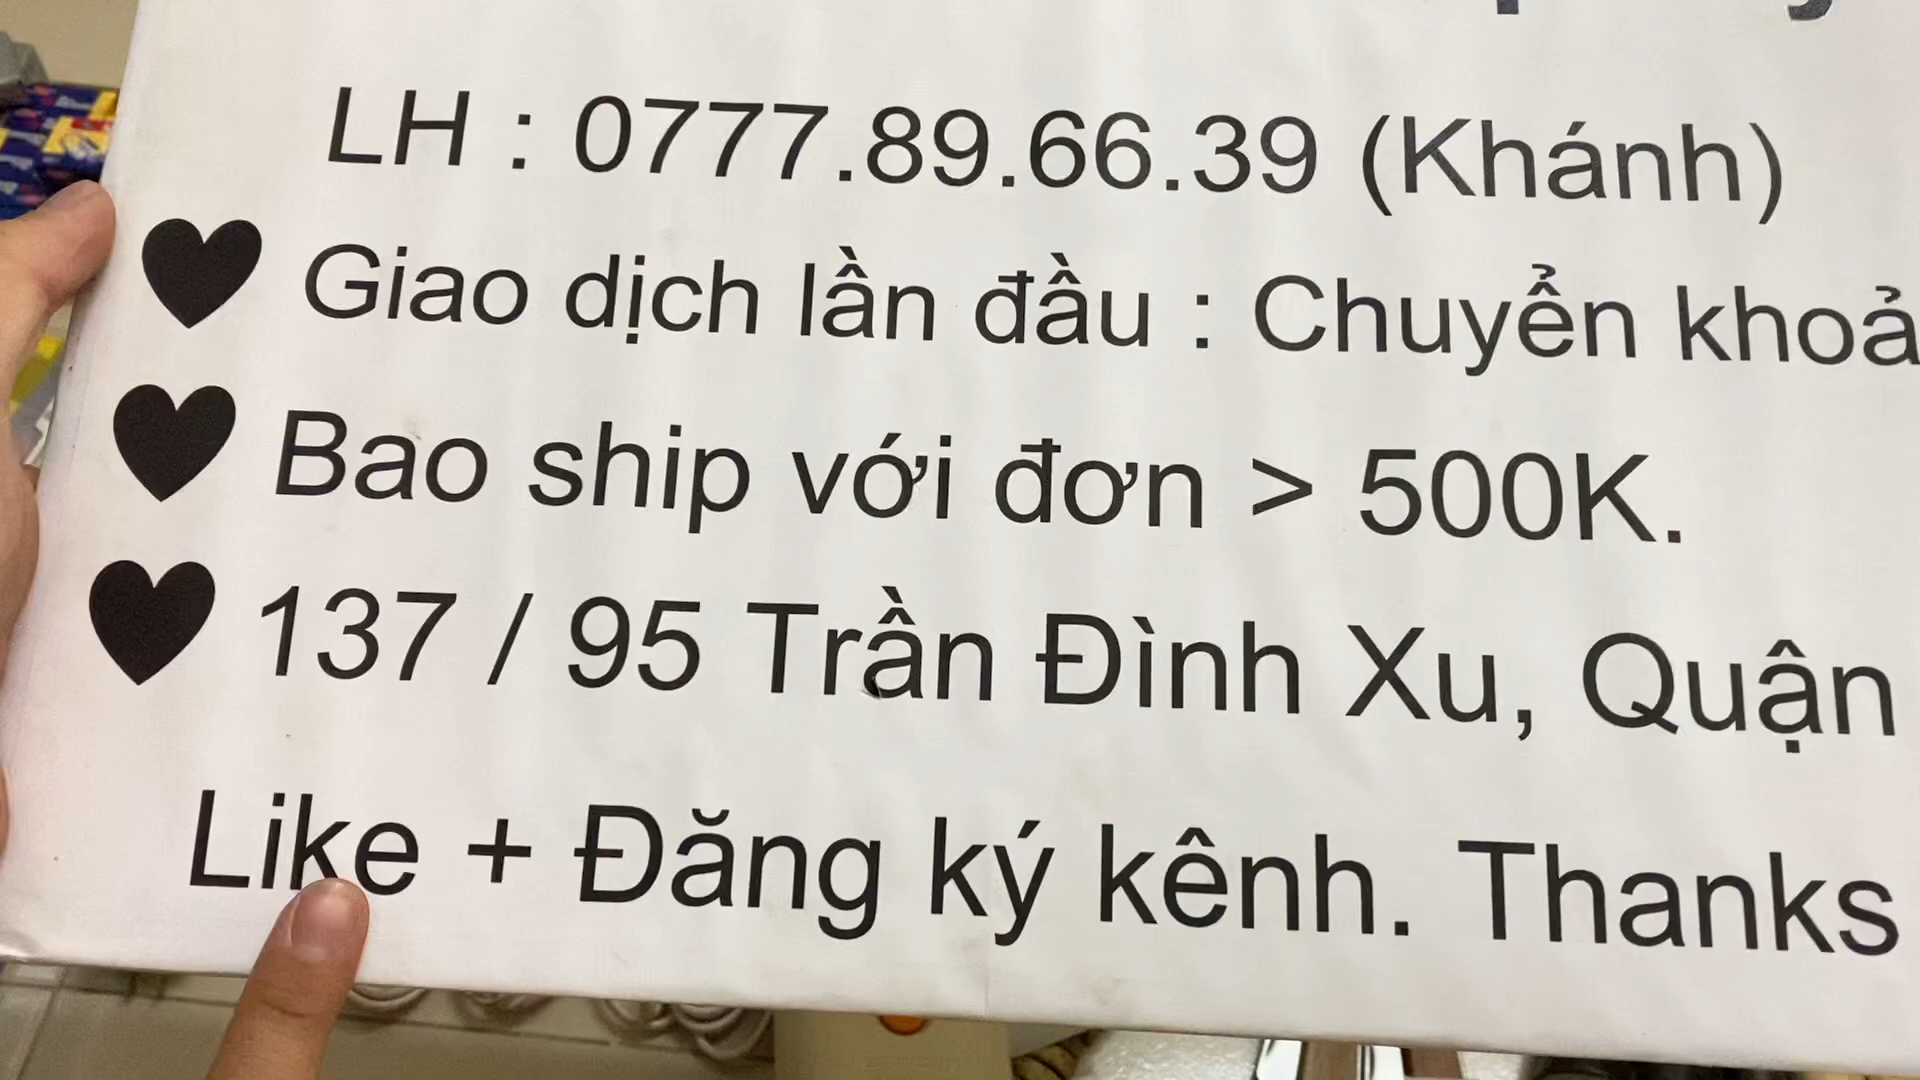 LH : 0777.89.66.39 (Khánh)
♥ Giao dịch lần đầu : Chuyển
♥ Bao ship với đơn > 500K.
♥ 137 / 95 Trần Đình Xu, Quận
Like + Đăng ký kênh. Thanks